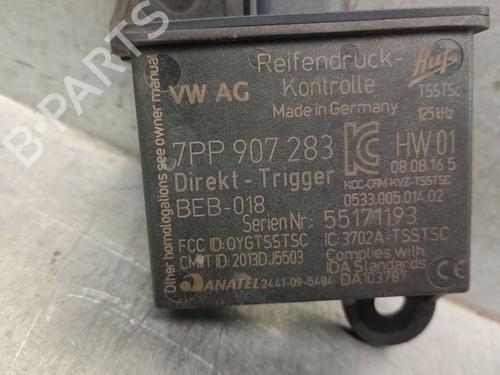 Reifendruck-
Kontrolle
Huf
VW AG
TSSTSc
Made in Germany
125 kHz
7PP 907 283
HW 01
08.08.16 5
Direkt-Trigger
KCC-CRM-KVZ-TSSTSC
0533.005.014.02
BEB-018
Serien Nr: 55171193
FCC ID: OYGTSSTSC
IC:3702A-TSSTSC
CMIIT ID: 2013DJ5503
Complies with
IDA Standards
ANATEL 2441-09-5484
DA103787
CE
Other homologations see owner manual
B-PARTS